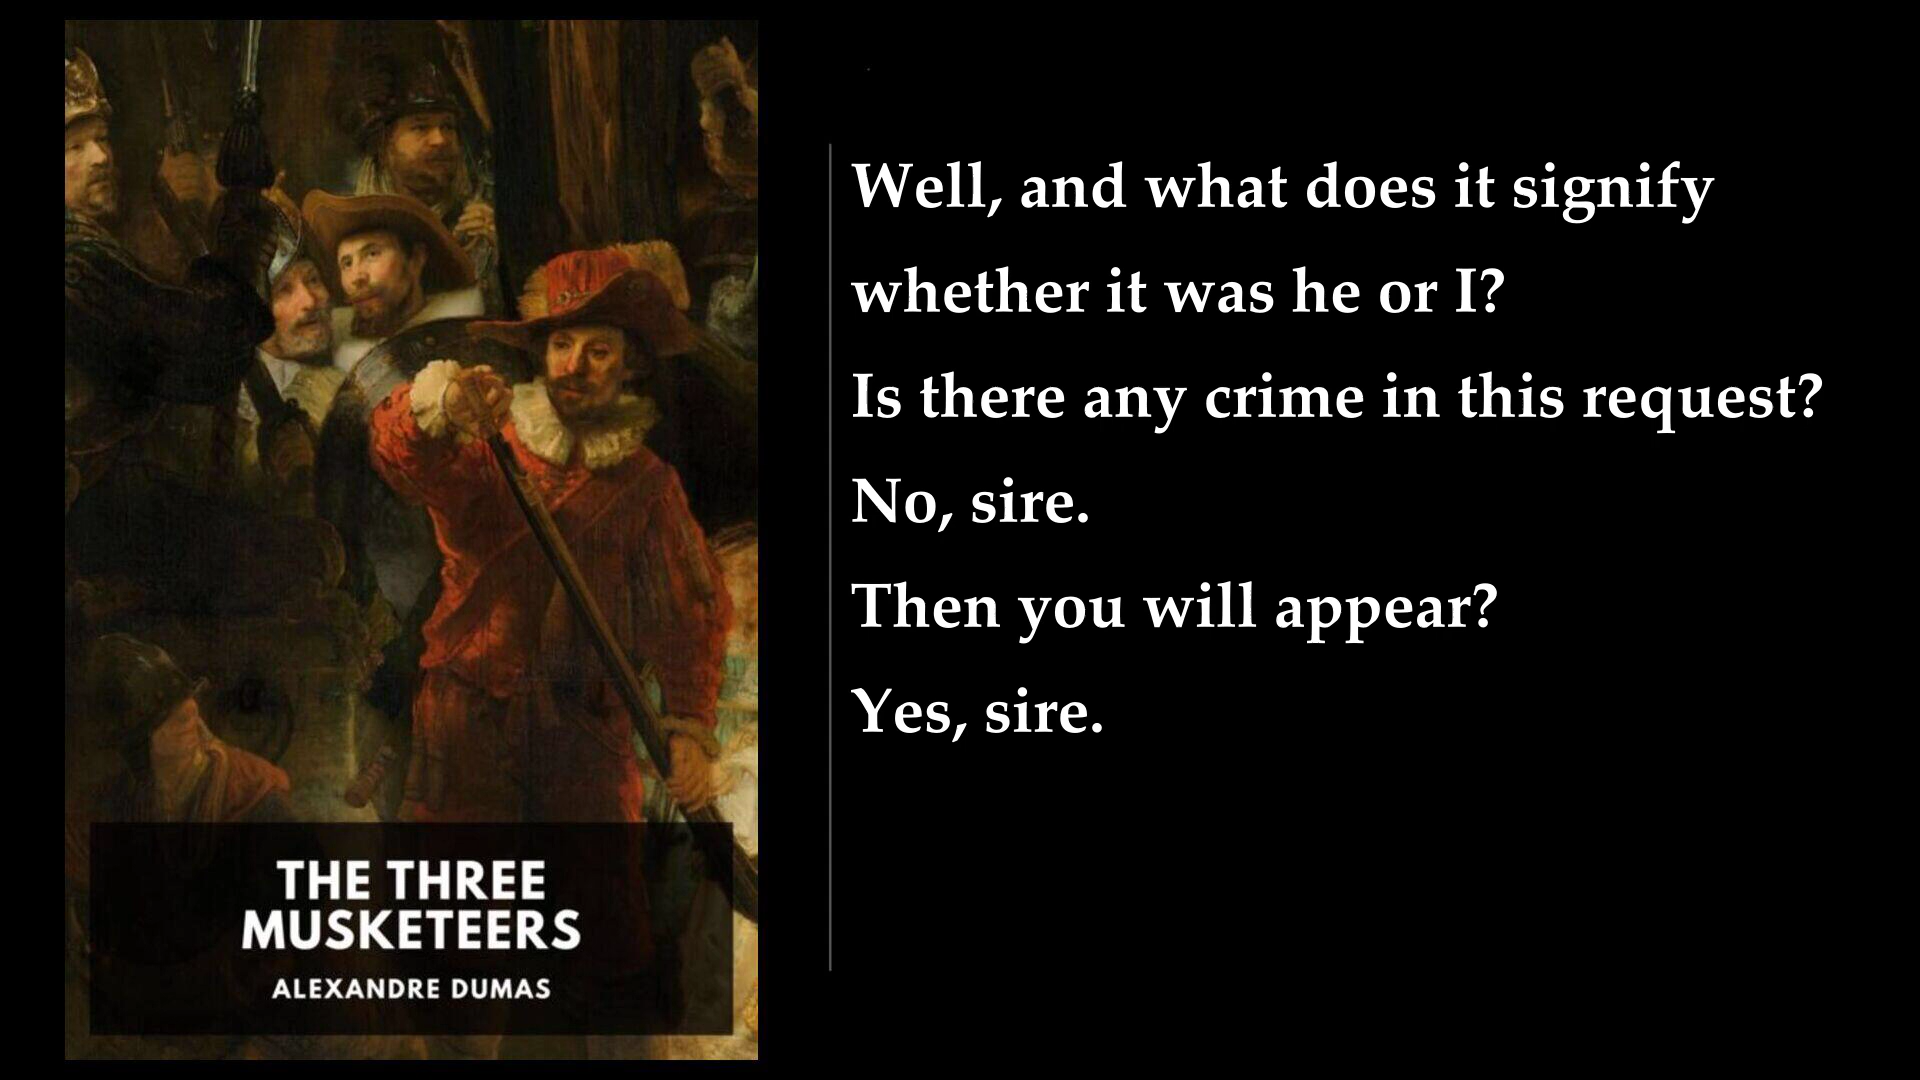 Well, and what does it signify
whether it was he or I?
Is there any crime in this request?
No, sire.
Then you will appear?
Yes, sire.
THE THREE
MUSKETEERS
ALEXANDRE DUMAS